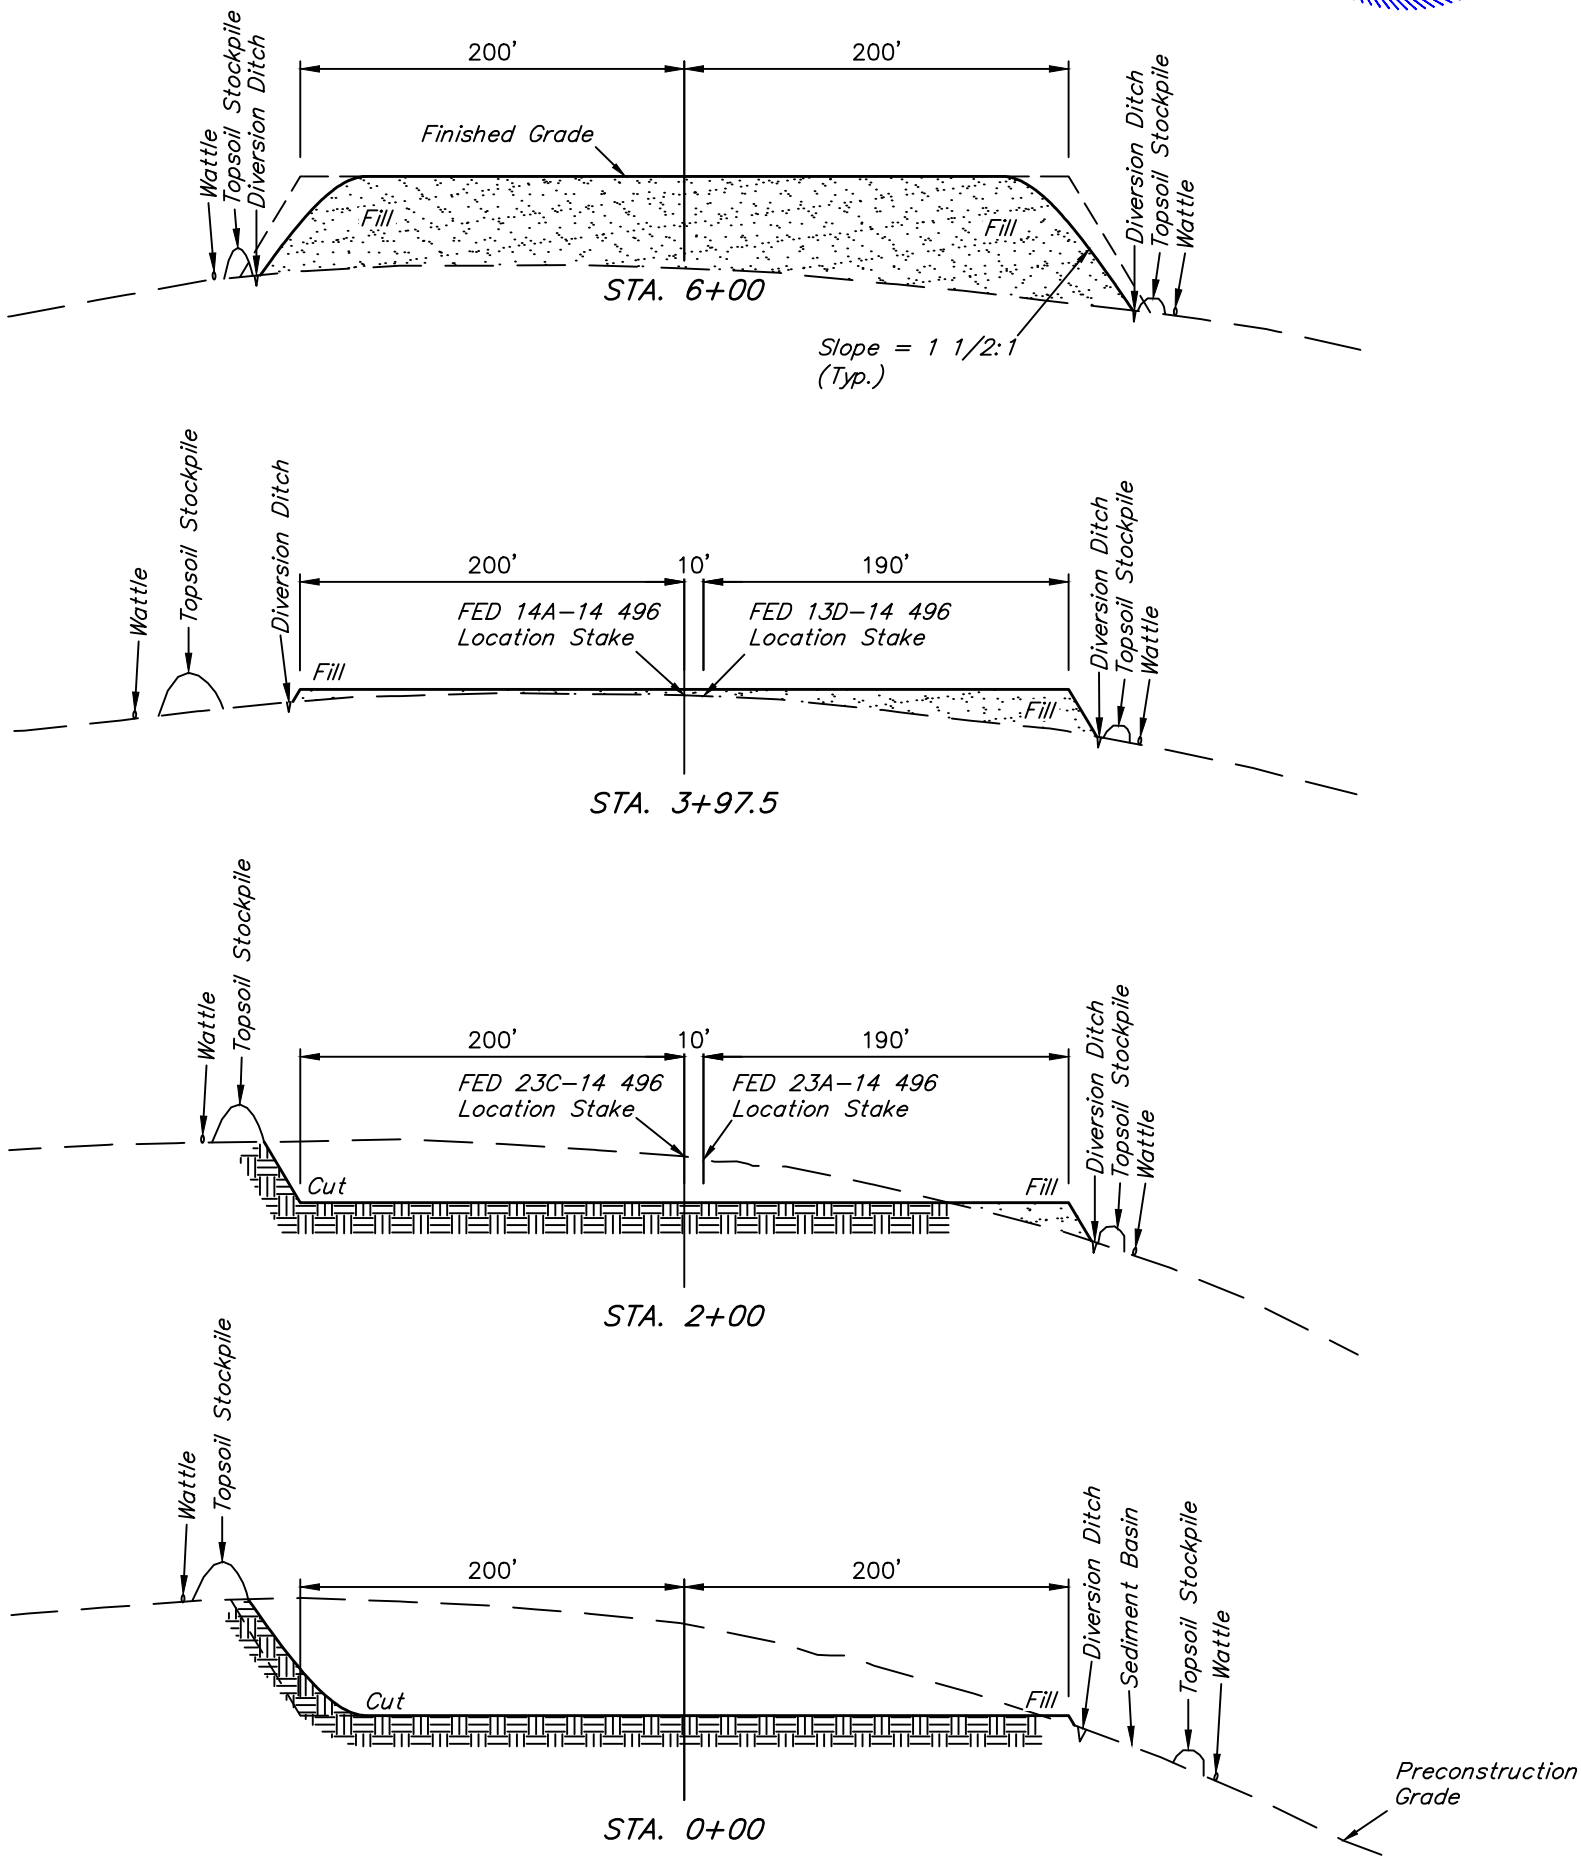 200'
200'
Wattle
Topsoil Stockpile
Diversion Ditch
Finished Grade
Diversion Ditch
Topsoil Stockpile
Wattle
Fill
Fill
STA. 6+00
Slope = 1 1/2:1
(Typ.)
Wattle
Topsoil Stockpile
Diversion Ditch
200'
10'
190'
FED 14A-14 496
Location Stake
FED 13D-14 496
Location Stake
Diversion Ditch
Topsoil Stockpile
Wattle
Fill
Fill
STA. 3+97.5
Wattle
Topsoil Stockpile
200'
10'
190'
FED 23C-14 496
Location Stake
FED 23A-14 496
Location Stake
Diversion Ditch
Topsoil Stockpile
Wattle
Cut
Fill
STA. 2+00
Wattle
Topsoil Stockpile
200'
200'
Diversion Ditch
Sediment Basin
Topsoil Stockpile
Wattle
Cut
Fill
Preconstruction
Grade
STA. 0+00